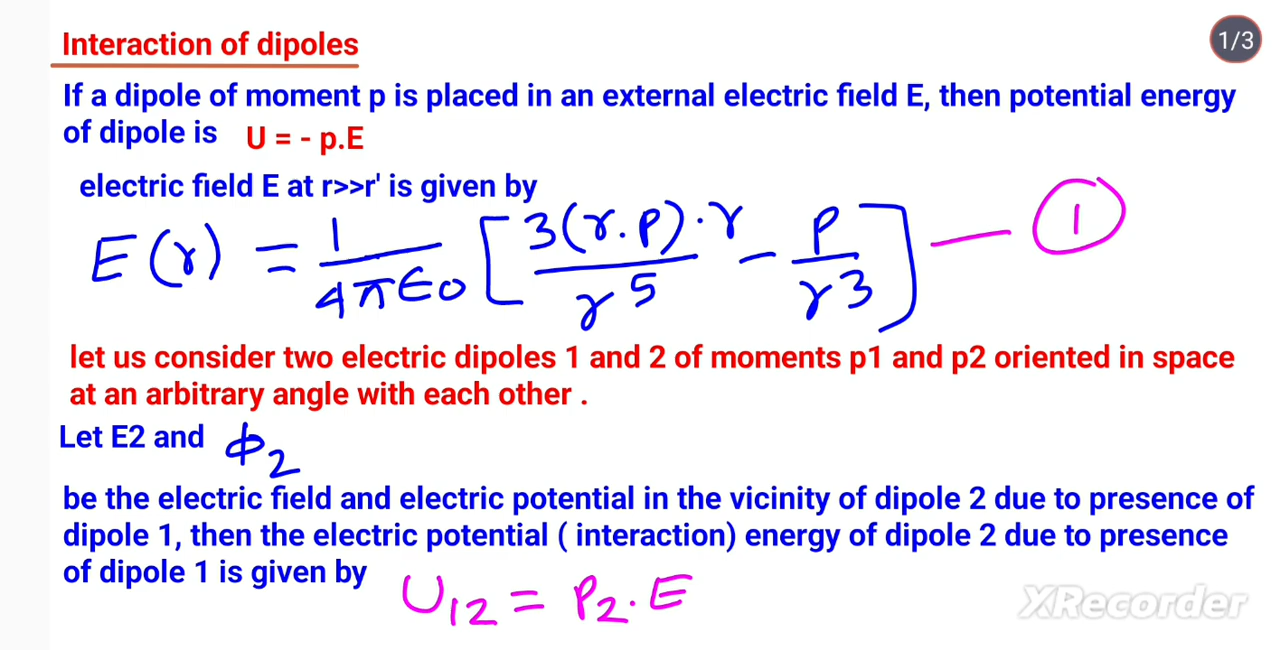 Interaction of dipoles
1/3
If a dipole of moment p is placed in an external electric field E, then potential energy
of dipole is U = - p.E
electric field E at r>>r' is given by
E(r) = 1/4πϵ0 [3(r.p).r/r^5 - p/r^3] — 1
let us consider two electric dipoles 1 and 2 of moments p1 and p2 oriented in space
at an arbitrary angle with each other .
Let E2 and ϕ2
be the electric field and electric potential in the vicinity of dipole 2 due to presence of
dipole 1, then the electric potential ( interaction) energy of dipole 2 due to presence
of dipole 1 is given by U12 = P2.E
XRecorder